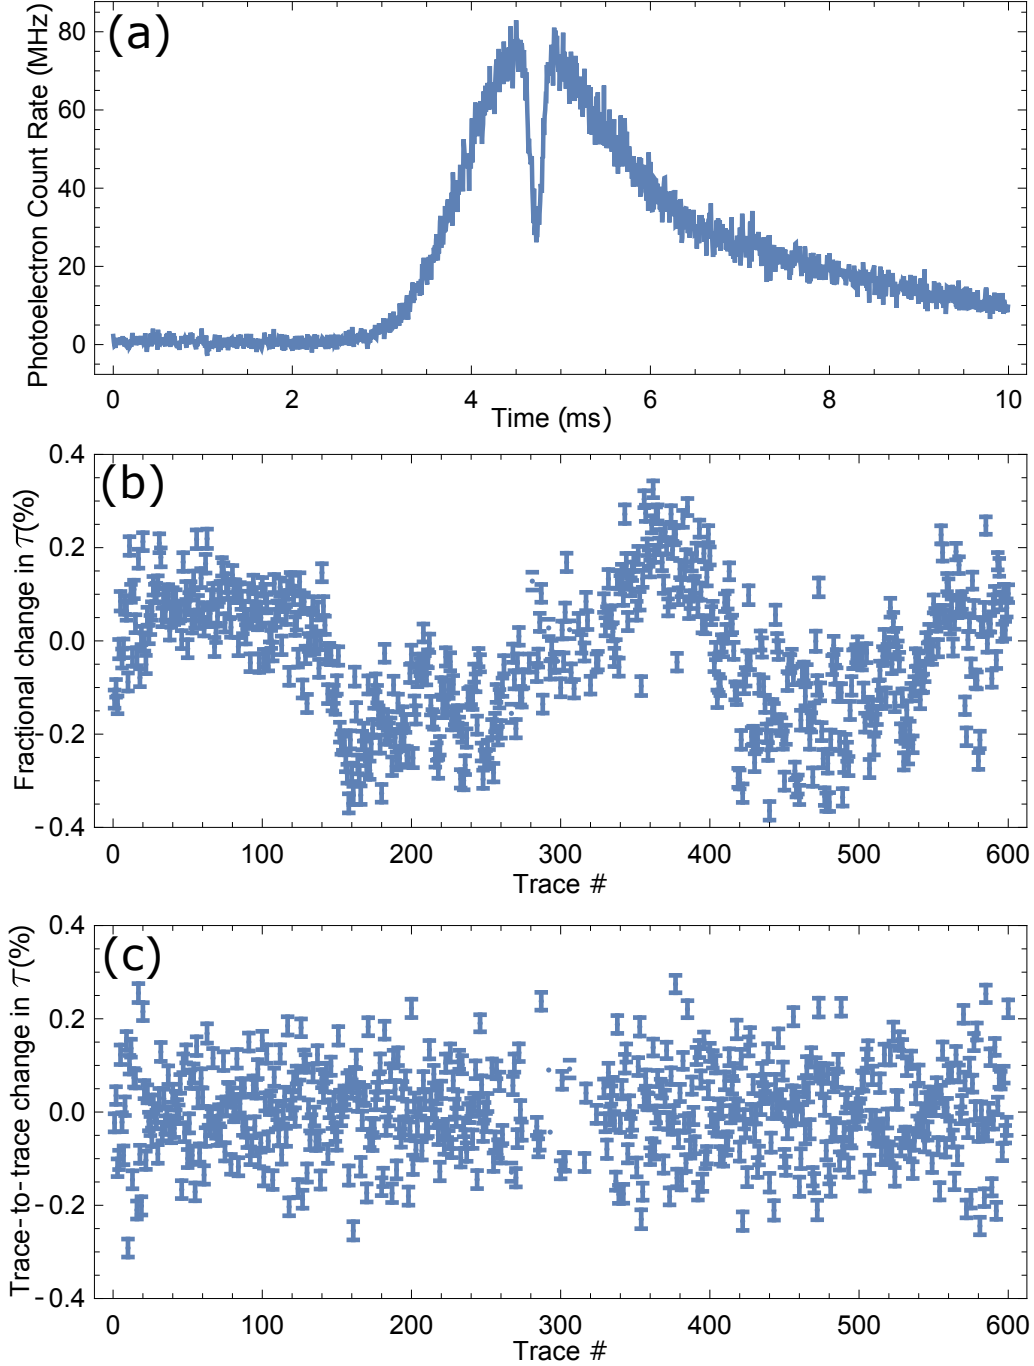 (a)
Photoelectron Count Rate (MHz)
80
60
40
20
0
0 2 4 6 8 10
Time (ms)
(b)
Fractional change in 𝒯(%)
0.4
0.2
0.0
-0.2
-0.4
0 100 200 300 400 500 600
Trace #
(c)
Trace-to-trace change in 𝒯(%)
0.4
0.2
0.0
-0.2
-0.4
0 100 200 300 400 500 600
Trace #